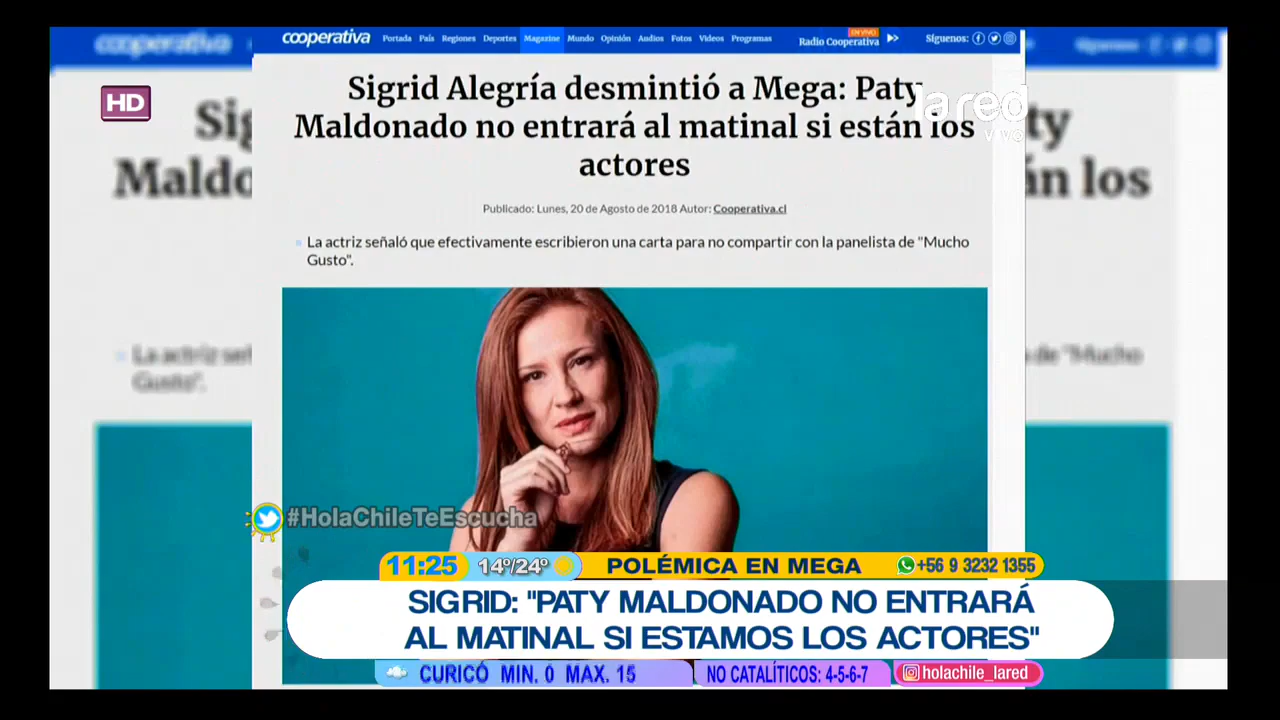 cooperativa
Portada País Regiones Deportes Magazine Mundo Opinión Audios Fotos Videos Programas
EN VIVO
Radio Cooperativa
Síguenos:
HD
la red
VIVO
Sigrid Alegría desmintió a Mega: Paty
Maldonado no entrará al matinal si están los
actores
Publicado: Lunes, 20 de Agosto de 2018 Autor: Cooperativa.cl
La actriz señaló que efectivamente escribieron una carta para no compartir con la panelista de "Mucho
Gusto".
#HolaChileTeEscucha
11:25 14º/24º POLÉMICA EN MEGA +56 9 3232 1355
SIGRID: "PATY MALDONADO NO ENTRARÁ
AL MATINAL SI ESTAMOS LOS ACTORES"
CURICÓ MIN. 0 MAX. 15 NO CATALÍTICOS: 4-5-6-7 holachile_lared